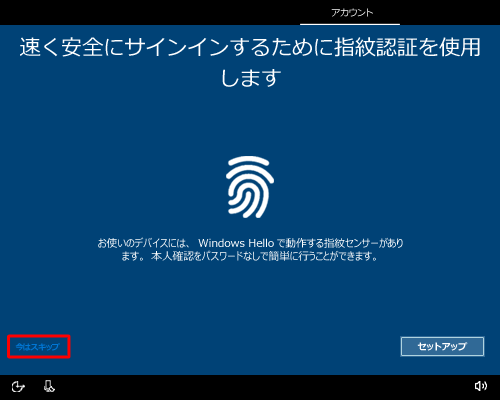 アカウント
速く安全にサインインするために指紋認証を使用
します
お使いのデバイスには、 Windows Hello で動作する指紋センサーがあり
ます。 本人確認をパスワードなしで簡単に行うことができます。
今はスキップ
セットアップ